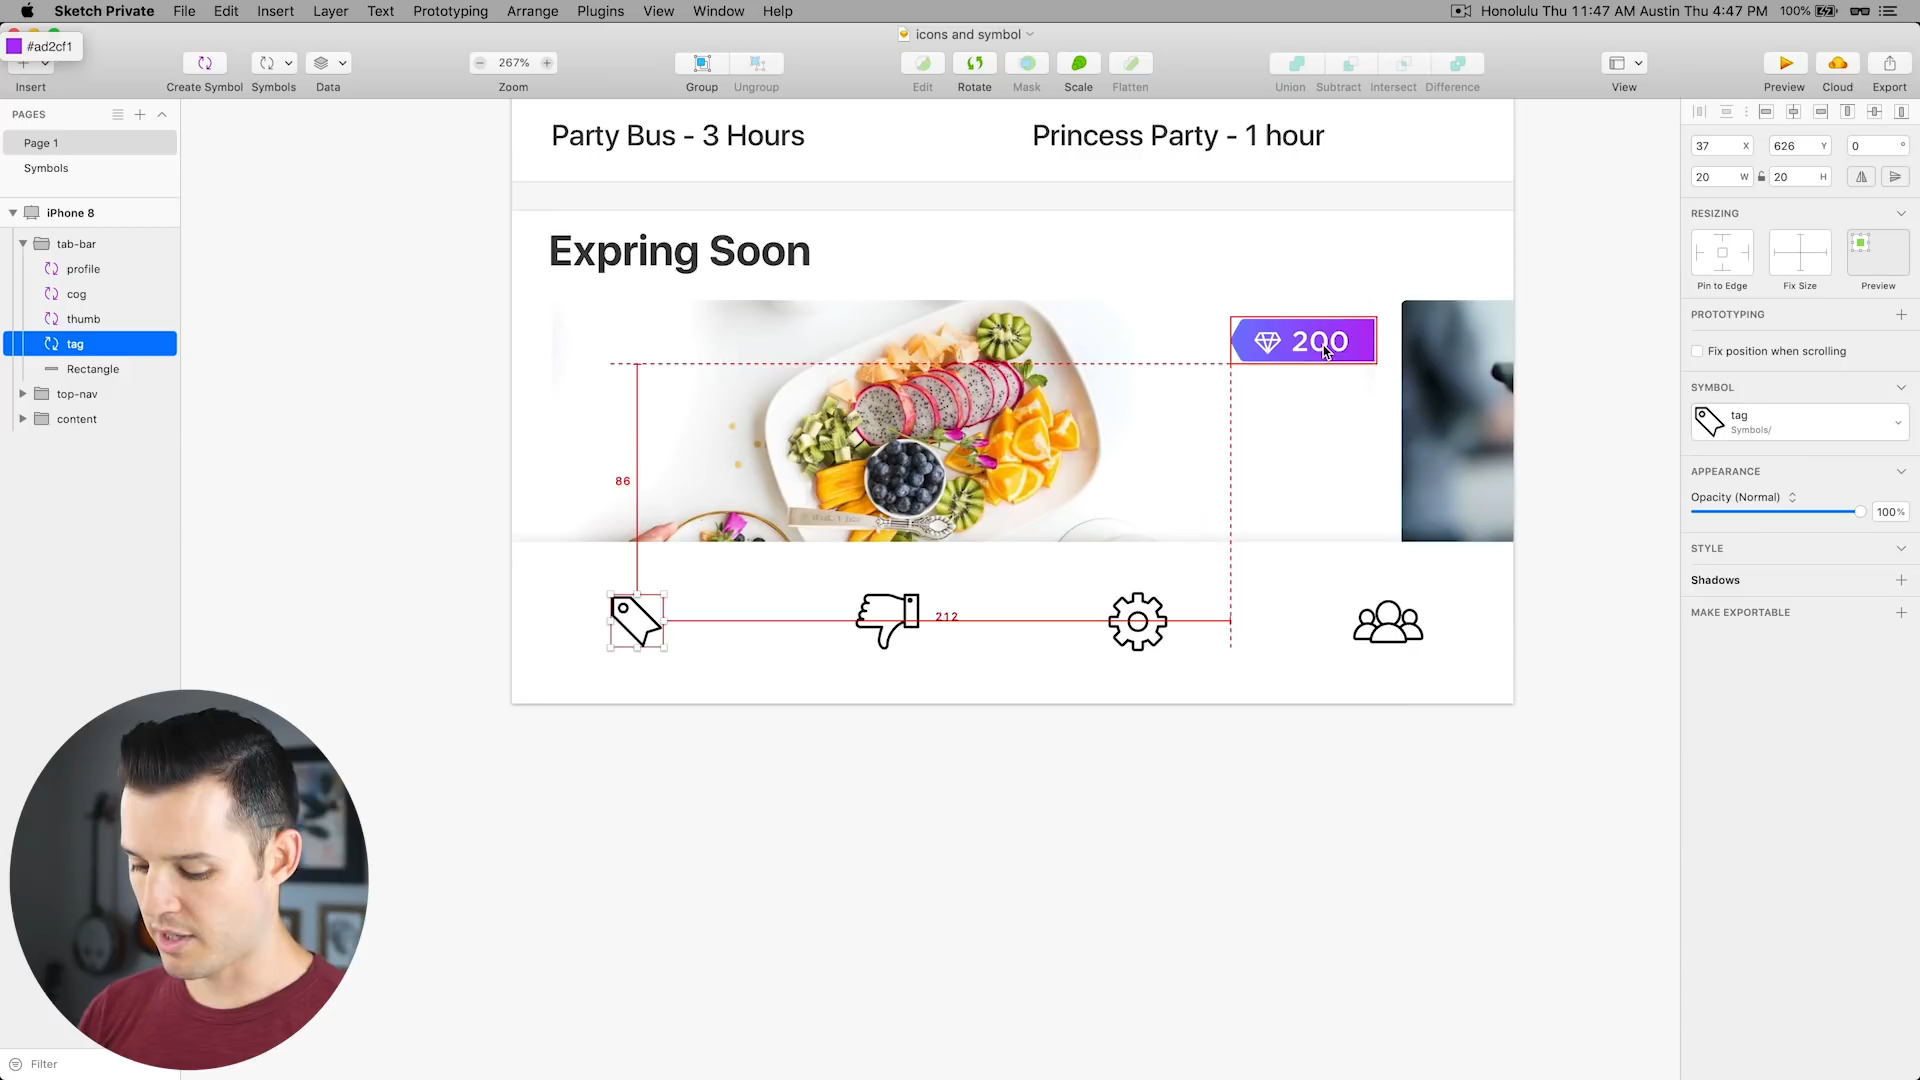 Sketch Private File Edit Insert Layer Text Prototyping Arrange Plugins View Window Help Honolulu Thu 11:47 AM Austin Thu 4:47 PM 100%
#ad2cf1
icons and symbol
Insert Create Symbol Symbols Data 267% Zoom Group Ungroup Edit Rotate Mask Scale Flatten Union Subtract Intersect Difference View Preview Cloud Export
PAGES
Page 1
Symbols
iPhone 8
tab-bar
profile
cog
thumb
tag
Rectangle
top-nav
content
Filter
Party Bus - 3 Hours Princess Party - 1 hour
Expring Soon
200
86
212
37 X 626 Y 0 °
20 W 20 H
RESIZING
Pin to Edge Fix Size Preview
PROTOTYPING
Fix position when scrolling
SYMBOL
tag
Symbols/
APPEARANCE
Opacity (Normal)
100%
STYLE
Shadows
MAKE EXPORTABLE